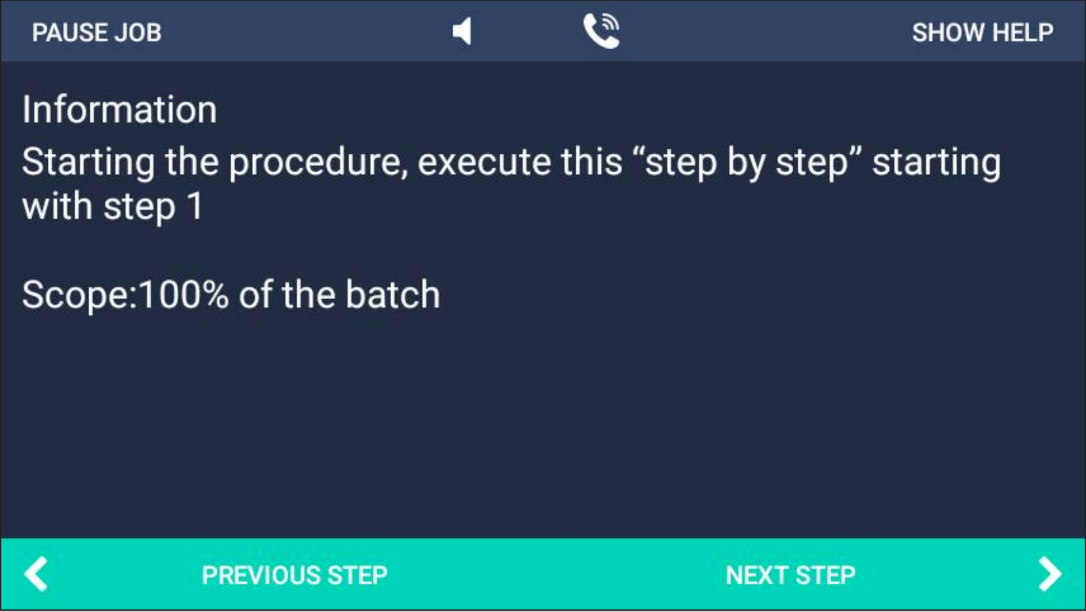 PAUSE JOB
SHOW HELP
Information
Starting the procedure, execute this “step by step” starting
with step 1
Scope:100% of the batch
PREVIOUS STEP
NEXT STEP